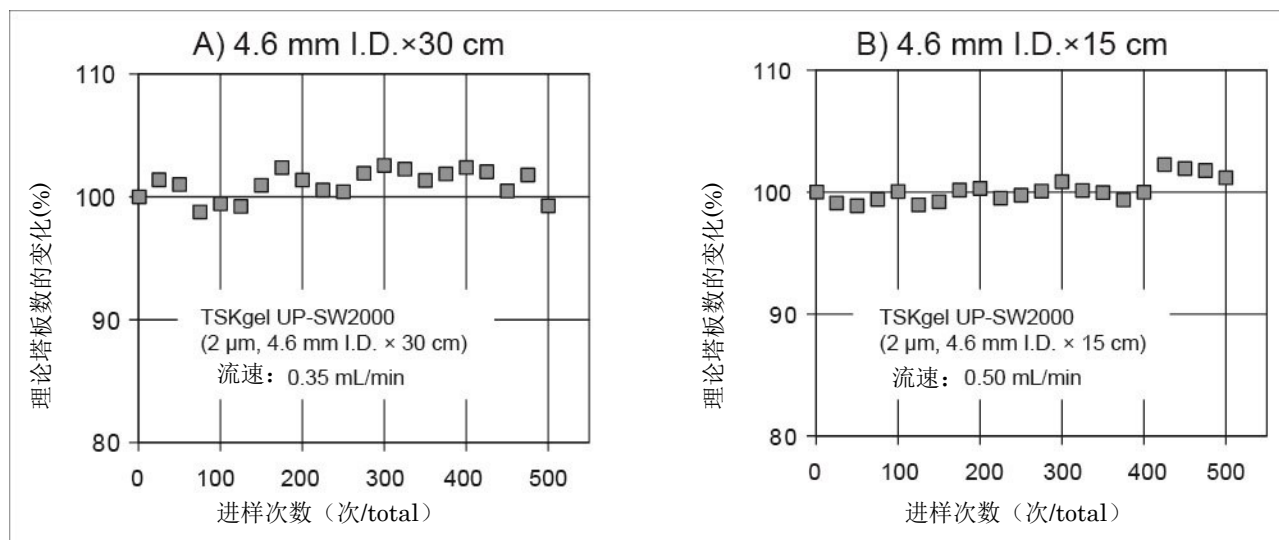 A) 4.6 mm I.D.×30 cm
110
100
90
80
理论塔板数的变化(%)
TSKgel UP-SW2000
(2 µm, 4.6 mm I.D. × 30 cm)
流速：0.35 mL/min
0 100 200 300 400 500
进样次数（次/total）
B) 4.6 mm I.D.×15 cm
110
100
90
80
理论塔板数的变化(%)
TSKgel UP-SW2000
(2 µm, 4.6 mm I.D. × 15 cm)
流速：0.50 mL/min
0 100 200 300 400 500
进样次数（次/total）